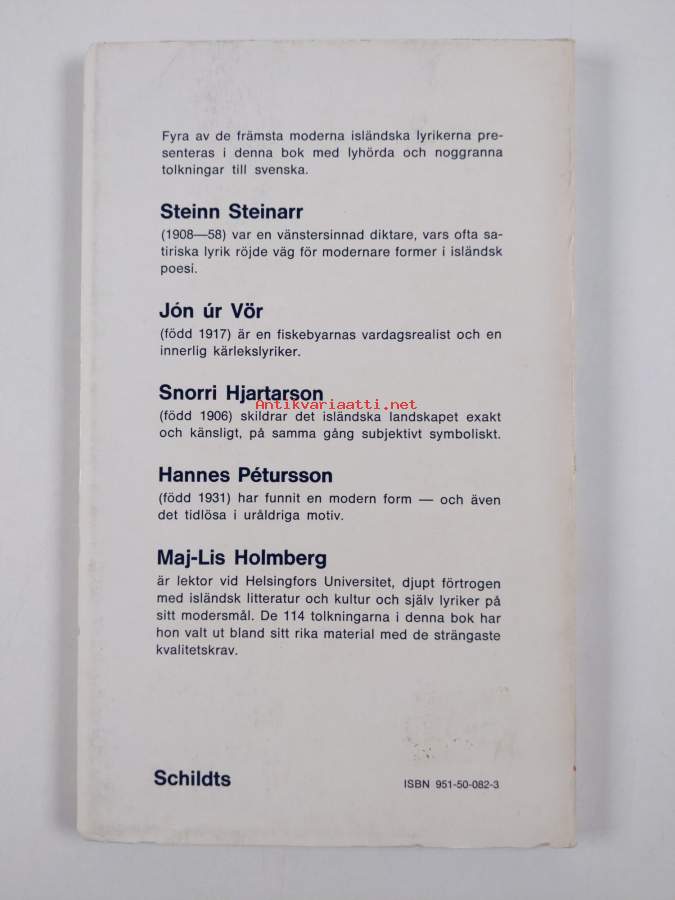 Fyra av de främsta moderna isländska lyrikerna pre-
senteras i denna bok med lyhörda och noggranna
tolkningar till svenska.
Steinn Steinarr
(1908—58) var en vänstersinnad diktare, vars ofta sa-
tiriska lyrik röjde väg för modernare former i isländsk
poesi.
Jón úr Vör
(född 1917) är en fiskebyarnas vardagsrealist och en
innerlig kärlekslyriker.
Snorri Hjartarson
Antikvariaatti.net
(född 1906) skildrar det isländska landskapet exakt
och känsligt, på samma gång subjektivt symboliskt.
Hannes Pétursson
(född 1931) har funnit en modern form — och även
det tidlösa i uråldriga motiv.
Maj-Lis Holmberg
är lektor vid Helsingfors Universitet, djupt förtrogen
med isländsk litteratur och kultur och själv lyriker på
sitt modersmål. De 114 tolkningarna i denna bok har
hon valt ut bland sitt rika material med de strängaste
kvalitetskrav.
Schildts
ISBN 951-50-082-3